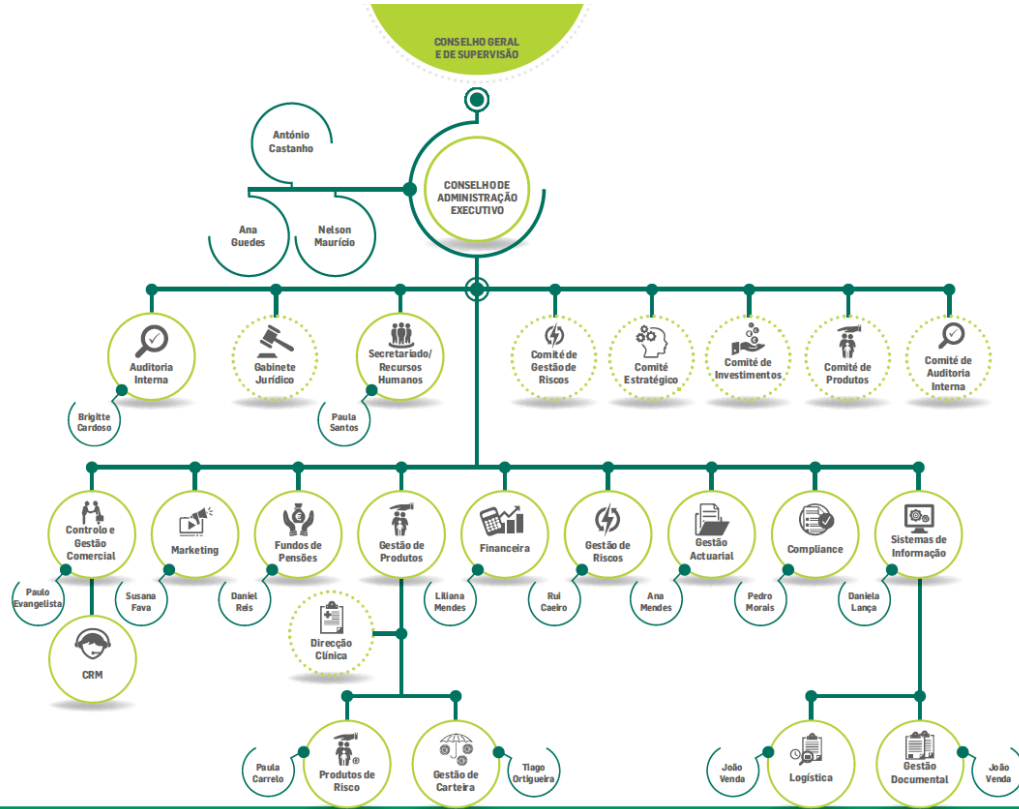 CONSELHO GERAL
E DE SUPERVISÃO
António
Castanho
CONSELHO DE
ADMINISTRAÇÃO
EXECUTIVO
Ana
Guedes
Nelson
Maurício
Auditoria
Interna
Gabinete
Jurídico
Secretariado/
Recursos
Humanos
Comité de
Gestão de
Riscos
Comité
Estratégico
Comité de
Investimentos
Comité de
Produtos
Comité de
Auditoria
Interna
Brigitte
Cardoso
Paula
Santos
Controlo e
Gestão
Comercial
Marketing
Fundos de
Pensões
Gestão de
Produtos
Financeira
Gestão de
Riscos
Gestão
Actuarial
Compliance
Sistemas de
Informação
Paulo
Evangelista
Susana
Fava
Daniel
Reis
Liliana
Mendes
Rui
Caeiro
Ana
Mendes
Pedro
Morais
Daniela
Lança
CRM
Direcção
Clínica
Paula
Carrelo
Produtos de
Risco
Gestão de
Carteira
Tiago
Ortigueira
João
Venda
Logística
Gestão
Documental
João
Venda